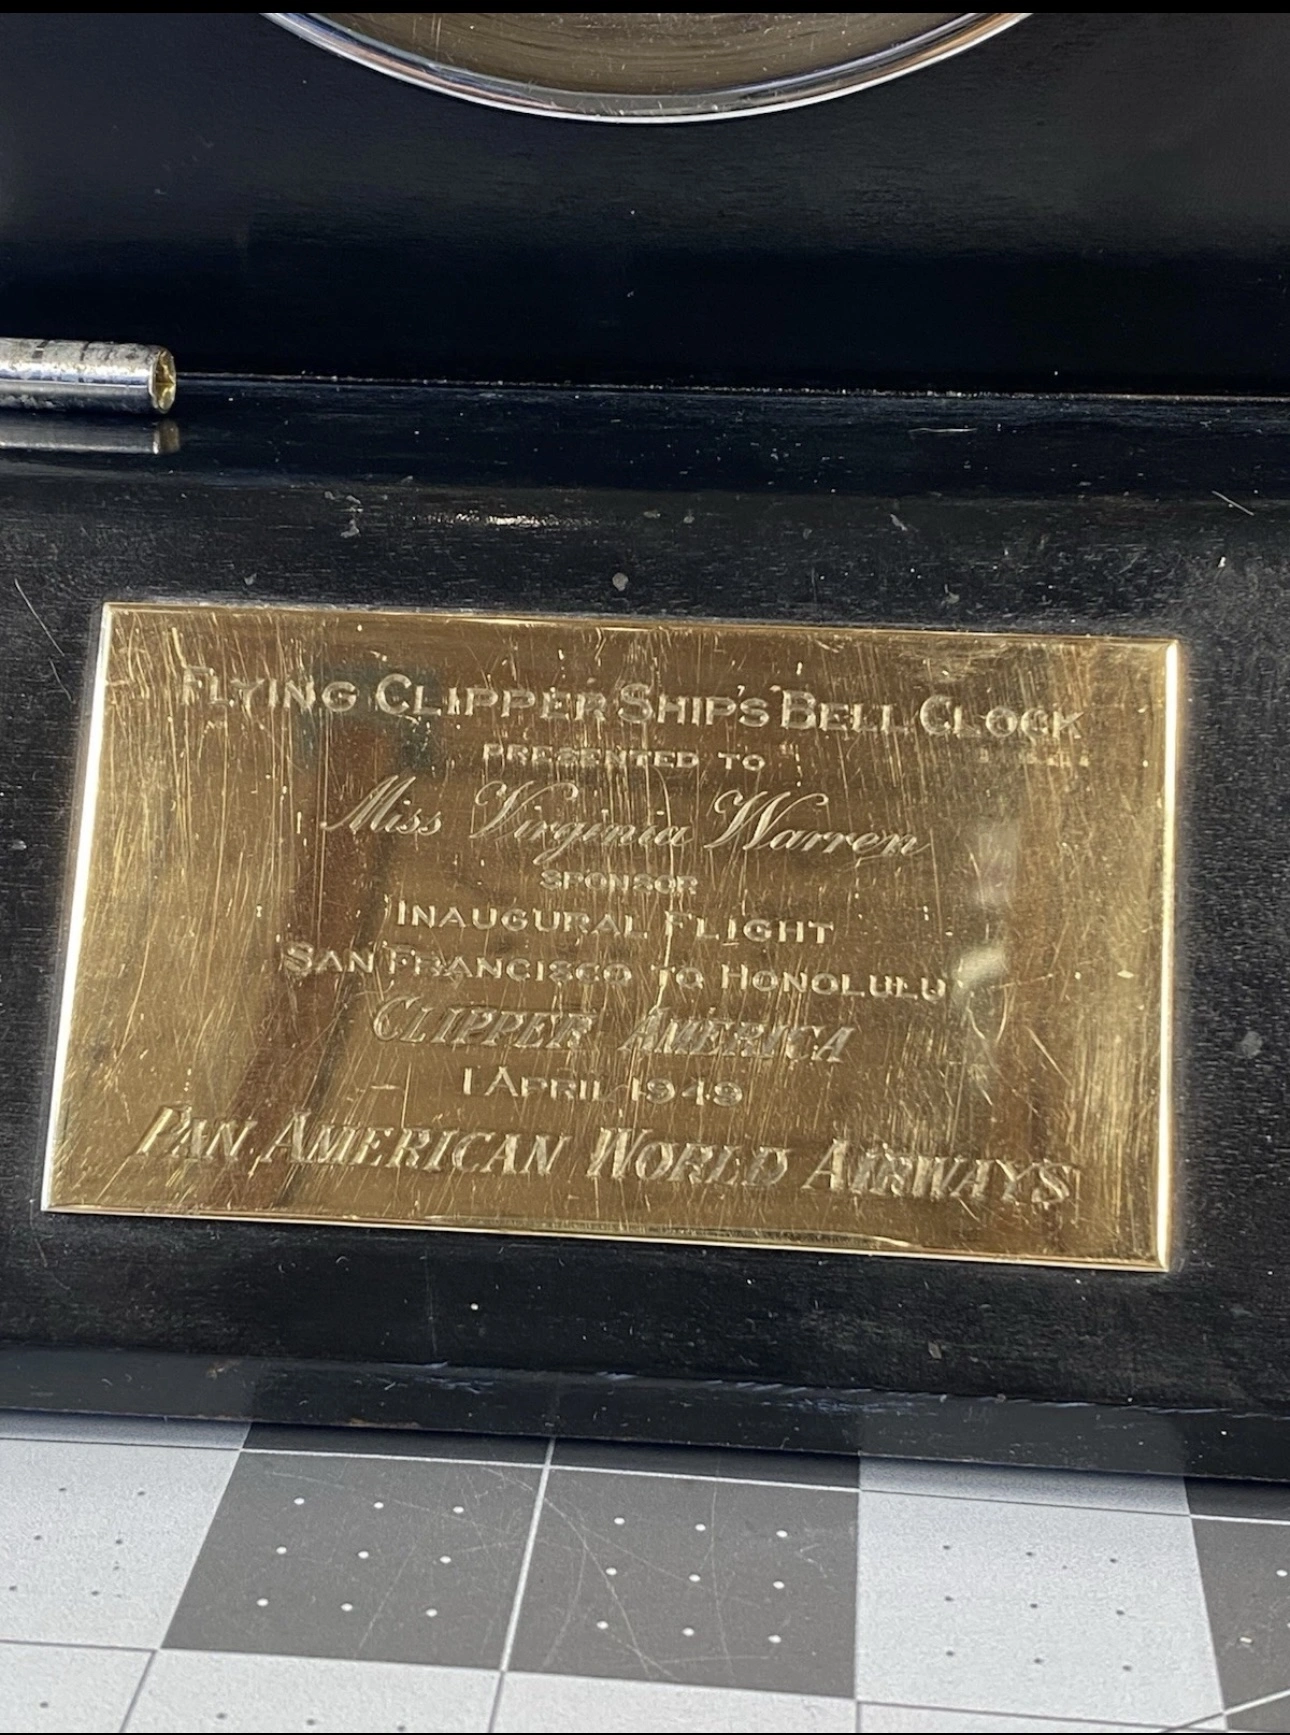 FLYING CLIPPER SHIP'S BELL CLOCK
PRESENTED TO
Miss Virginia Warren
SPONSOR
INAUGURAL FLIGHT
SAN FRANCISCO TO HONOLULU
CLIPPER AMERICA
1 APRIL 1949
PAN AMERICAN WORLD AIRWAYS